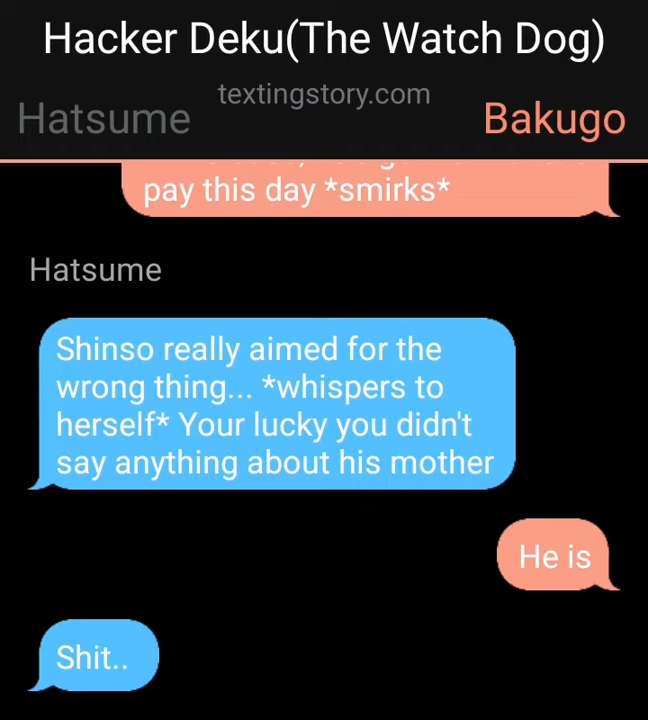 Hacker Deku(The Watch Dog)
textingstory.com
Hatsume
Bakugo
pay this day *smirks*
Hatsume
Shinso really aimed for the
wrong thing... *whispers to
herself* Your lucky you didn't
say anything about his mother
He is
Shit..